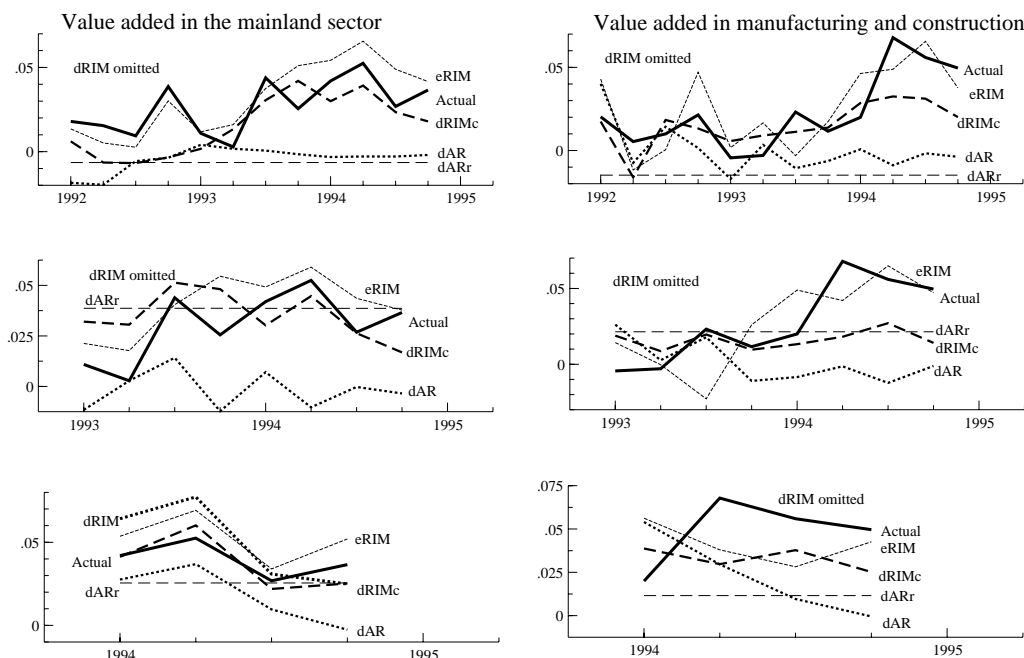 Value added in the mainland sector
.05
0
dRIM omitted
eRIM
Actual
dRIMc
dAR
dARr
1992
1993
1994
1995
Value added in manufacturing and construction
.05
0
dRIM omitted
Actual
eRIM
dRIMc
dAR
dARr
1992
1993
1994
1995
.05
.025
0
dRIM omitted
dARr
eRIM
Actual
dRIMc
dAR
1993
1994
1995
.05
0
dRIM omitted
eRIM
Actual
dARr
dRIMc
dAR
1993
1994
1995
.05
0
dRIM
Actual
dARr
eRIM
dRIMc
dAR
1994
1995
.075
.05
.025
0
dRIM omitted
Actual
eRIM
dRIMc
dARr
dAR
1994
1995